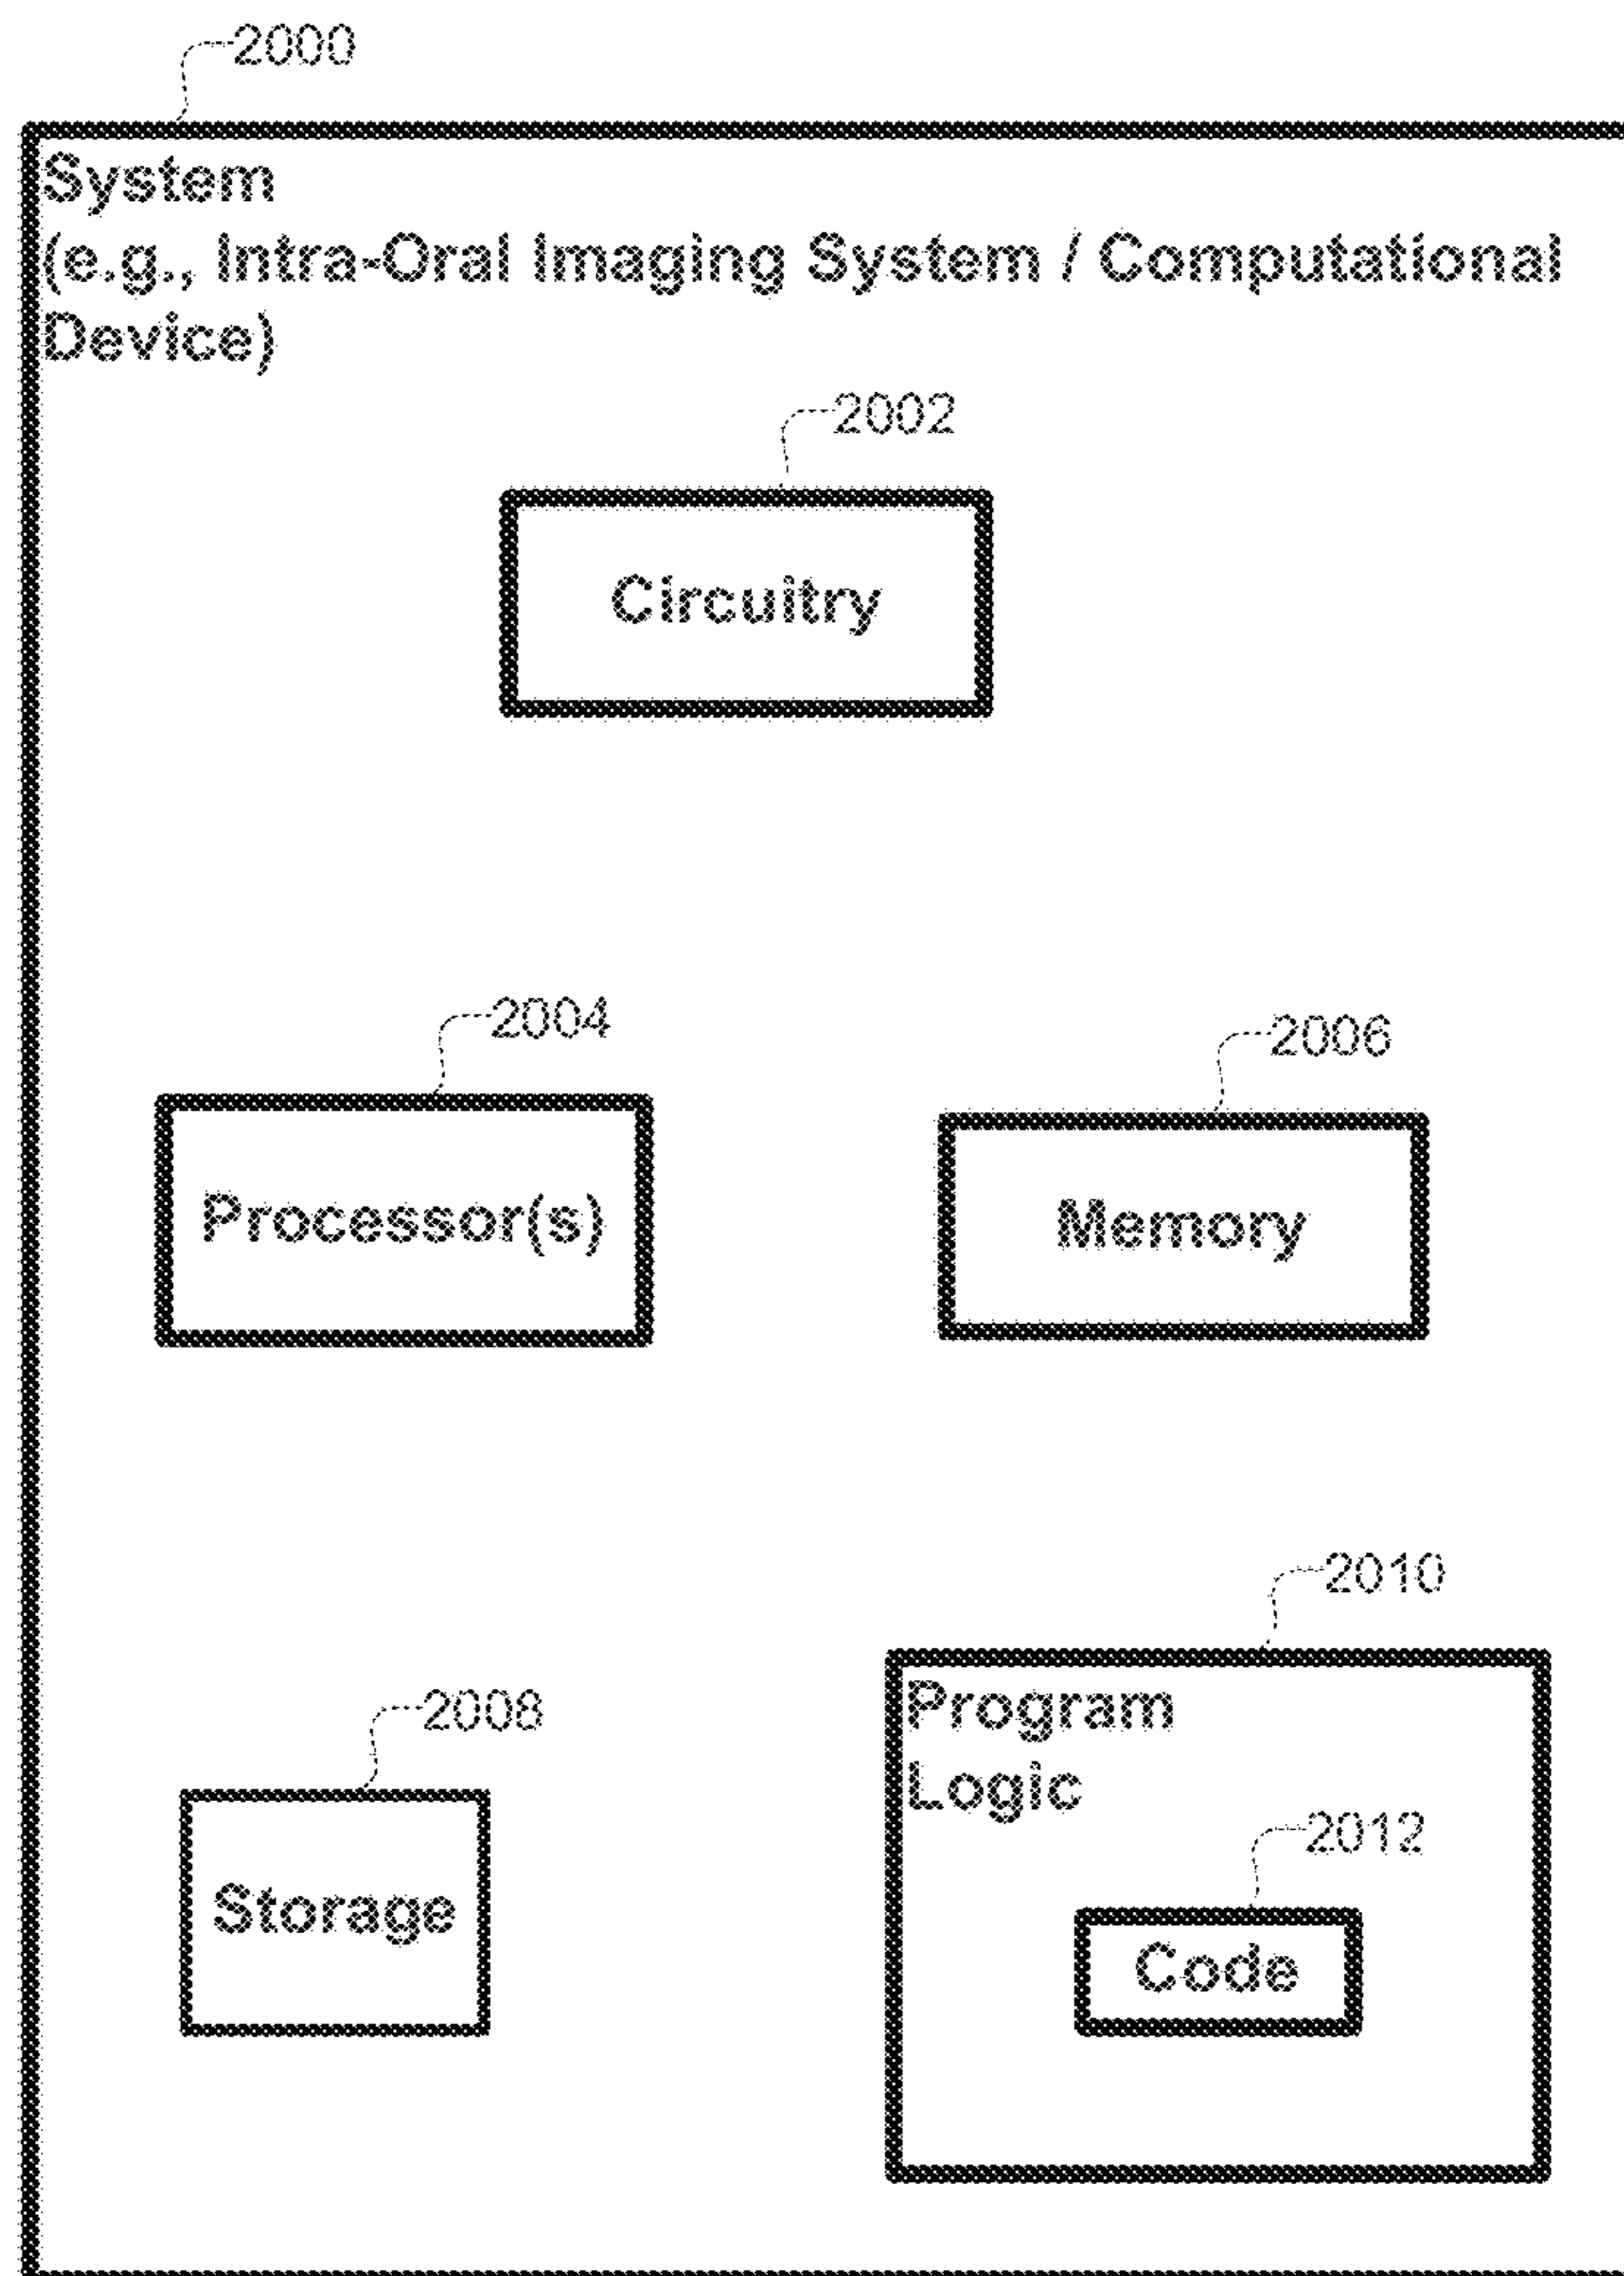 2000
System
(e.g., Intra-Oral Imaging System / Computational
Device)
2002
Circuitry
2004
2006
Processor(s)
Memory
2010
2008
Program
Logic
2012
Storage
Code